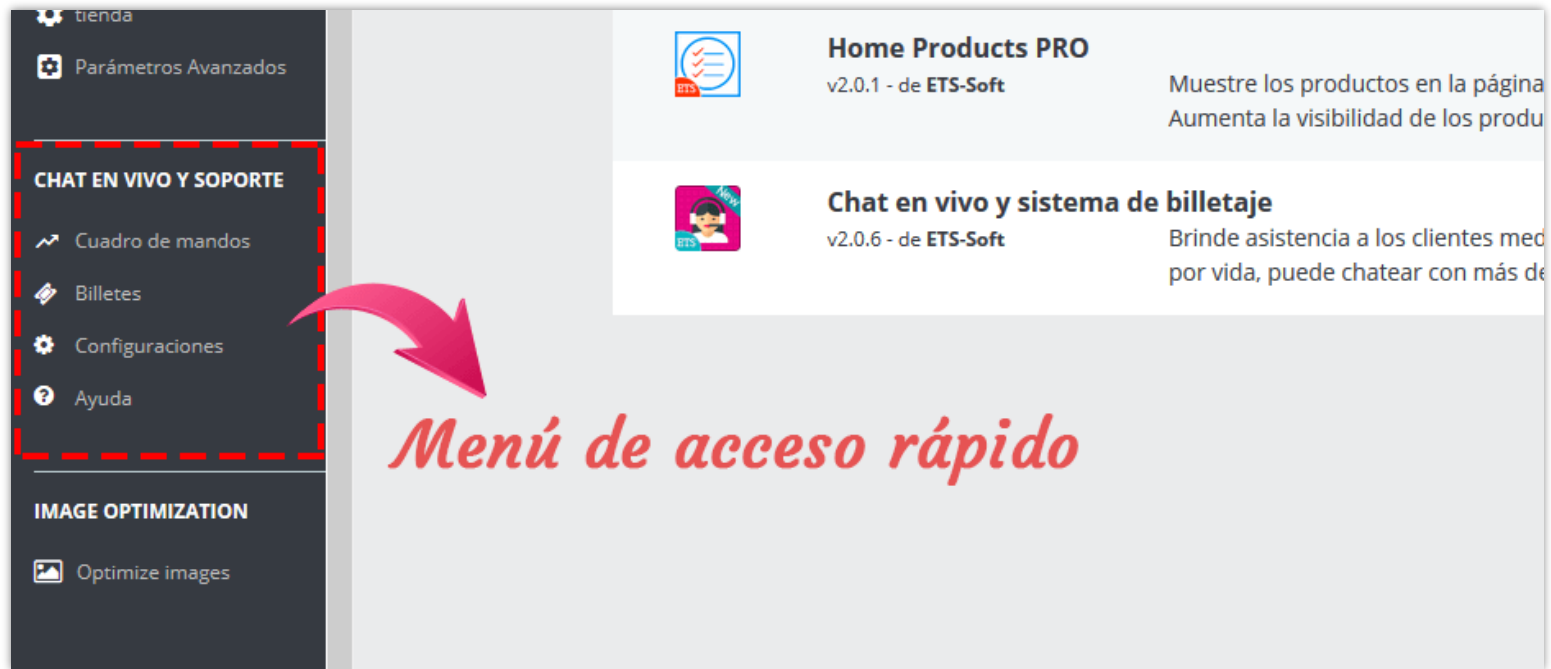 tienda
Parámetros Avanzados
CHAT EN VIVO Y SOPORTE
Cuadro de mandos
Billetes
Configuraciones
Ayuda
IMAGE OPTIMIZATION
Optimize images
ETS
Home Products PRO
v2.0.1 - de ETS-Soft
Muestre los productos en la página
Aumenta la visibilidad de los produ
New
ETS
Chat en vivo y sistema de billetaje
v2.0.6 - de ETS-Soft
Brinde asistencia a los clientes med
por vida, puede chatear con más de
Menú de acceso rápido